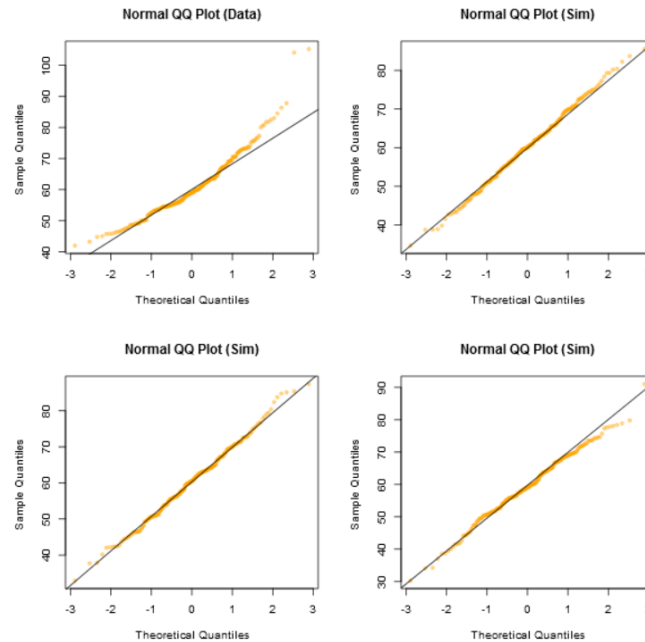 Normal QQ Plot (Data)
Normal QQ Plot (Sim)
Sample Quantiles
100
90
80
70
60
50
40
-3 -2 -1 0 1 2 3
Theoretical Quantiles
Sample Quantiles
80
70
60
50
40
-3 -2 -1 0 1 2
Theoretical Quantiles
Normal QQ Plot (Sim)
Normal QQ Plot (Sim)
Sample Quantiles
80
70
60
50
40
-3 -2 -1 0 1 2 3
Theoretical Quantiles
Sample Quantiles
90
80
70
60
50
40
30
-3 -2 -1 0 1 2
Theoretical Quantiles